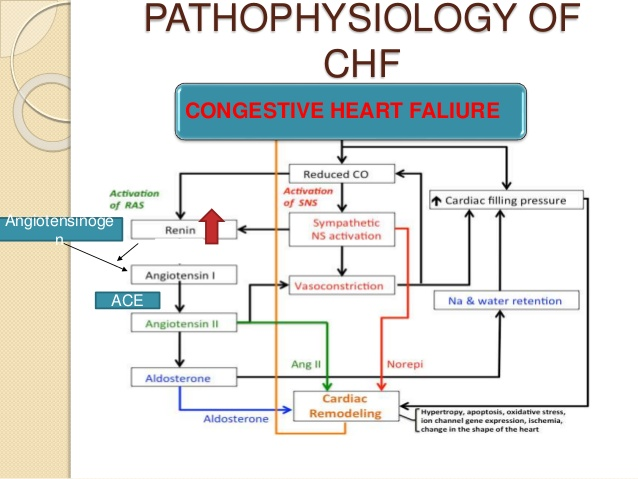 PATHOPHYSIOLOGY OF
CHF
CONGESTIVE HEART FALIURE
Reduced CO
Activation
of RAS
Activation
of SNS
Cardiac filling pressure
Angiotensinoge
n
Renin
Sympathetic
NS activation
Angiotensin I
Vasoconstriction
ACE
Na & water retention
Angiotensin II
Ang II
Norepi
Aldosterone
Aldosterone
Cardiac
Remodeling
Hypertropy, apoptosis, oxidative stress,
ion channel gene expression, ischemia,
change in the shape of the heart